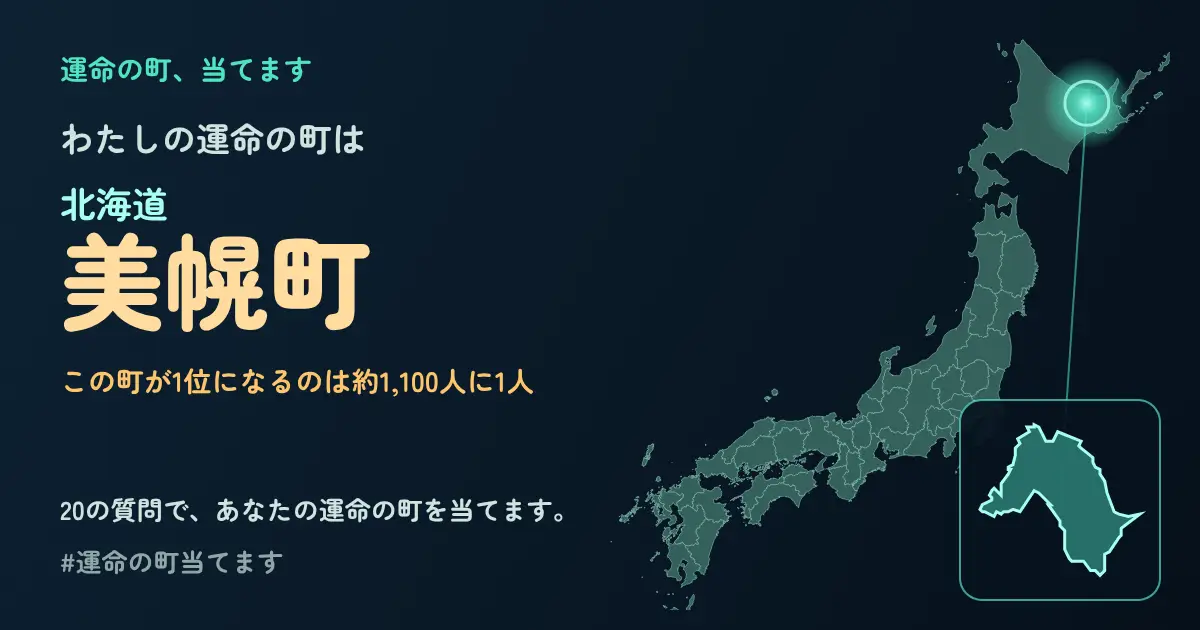 運命の町、当てます
わたしの運命の町は
北海道
美幌町
この町が1位になるのは約1,100人に1人
20の質問で、あなたの運命の町を当てます。
#運命の町当てます